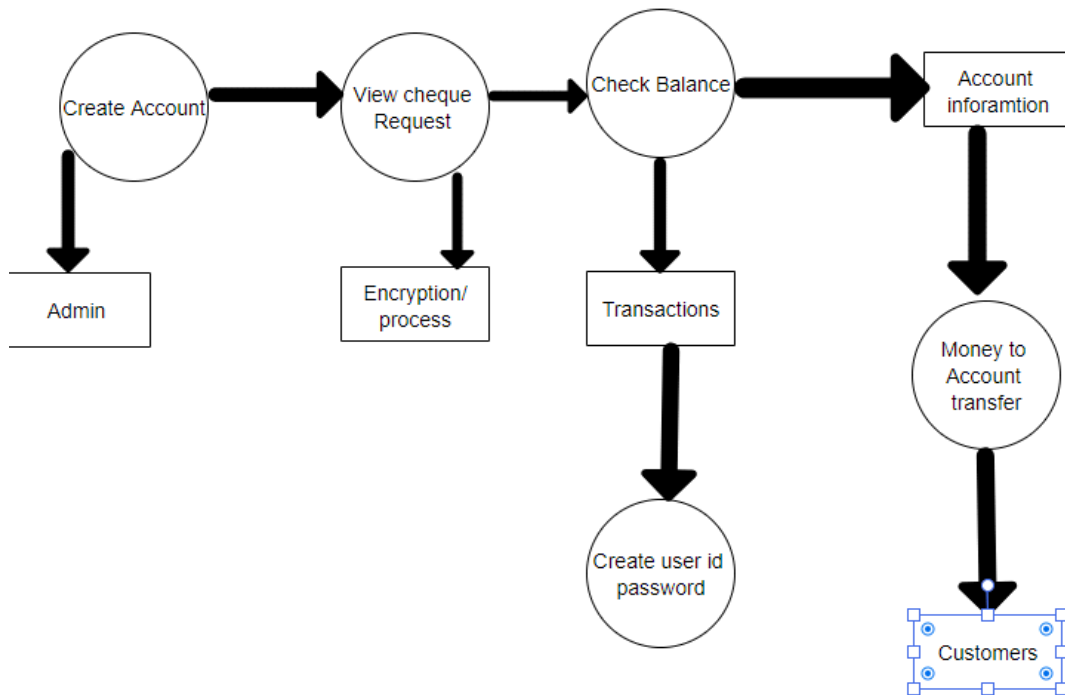 Create Account
View cheque
Request
Check Balance
Account
inforamtion
Admin
Encryption/
process
Transactions
Money to
Account
transfer
Create user id
password
Customers